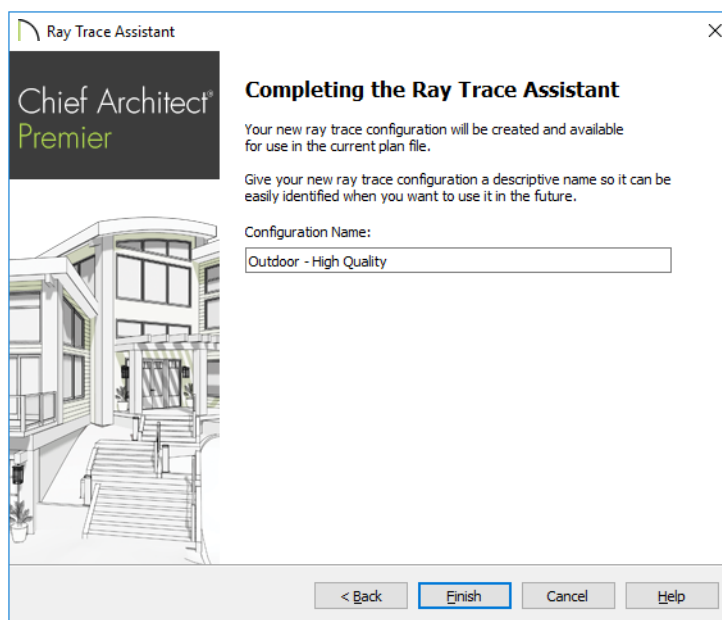 Ray Trace Assistant
Chief Architect®
Premier
Completing the Ray Trace Assistant
Your new ray trace configuration will be created and available
for use in the current plan file.
Give your new ray trace configuration a descriptive name so it can be
easily identified when you want to use it in the future.
Configuration Name:
Outdoor - High Quality
< Back
Finish
Cancel
Help